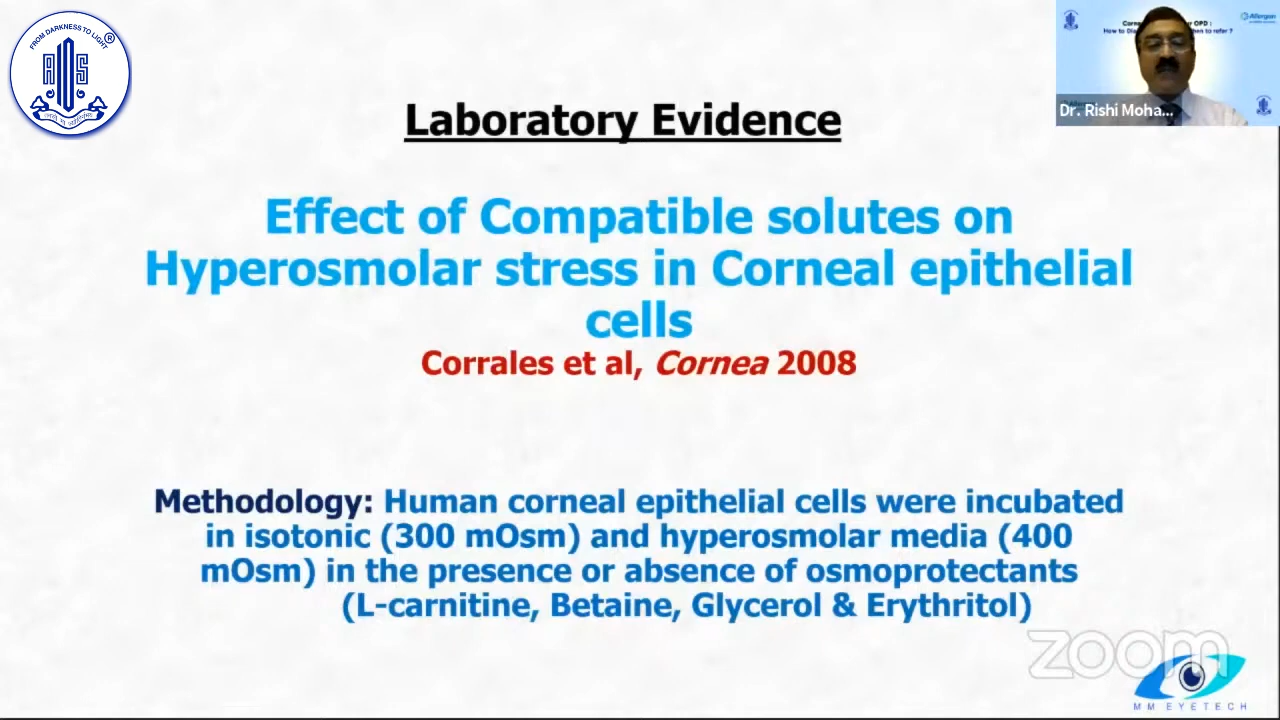 FROM DARKNESS TO LIGHT
®
AIOS
Allergan
Dr. Rishi Moha...
Laboratory Evidence
Effect of Compatible solutes on
Hyperosmolar stress in Corneal epithelial
cells
Corrales et al, Cornea 2008
Methodology: Human corneal epithelial cells were incubated
in isotonic (300 mOsm) and hyperosmolar media (400
mOsm) in the presence or absence of osmoprotectants
(L-carnitine, Betaine, Glycerol & Erythritol)
zoom
MM EYETECH